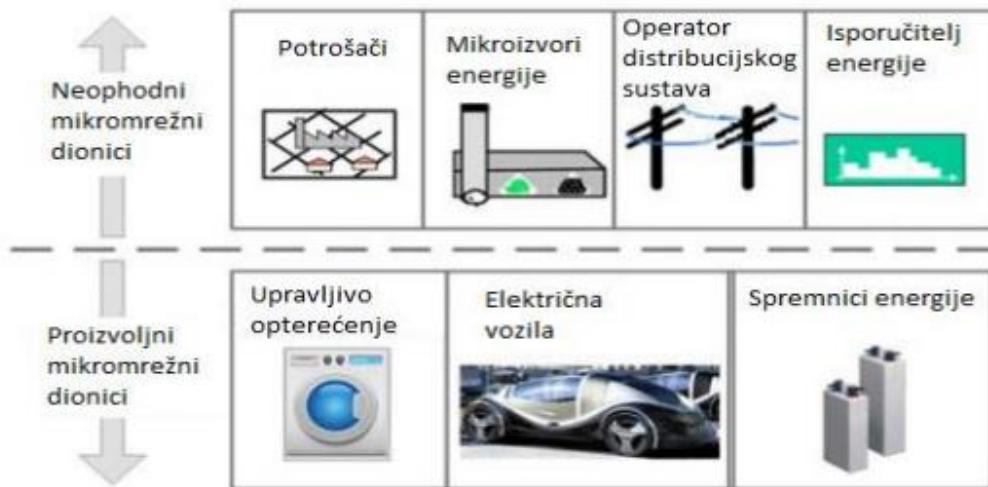 Neophodni
mikromrežni
dionici
Potrošači
Mikroizvori
energije
Operator
distribucijskog
sustava
Isporučitelj
energije
Proizvoljni
mikromrežni
dionici
Upravljivo
opterećenje
Električna
vozila
Spremnici energije